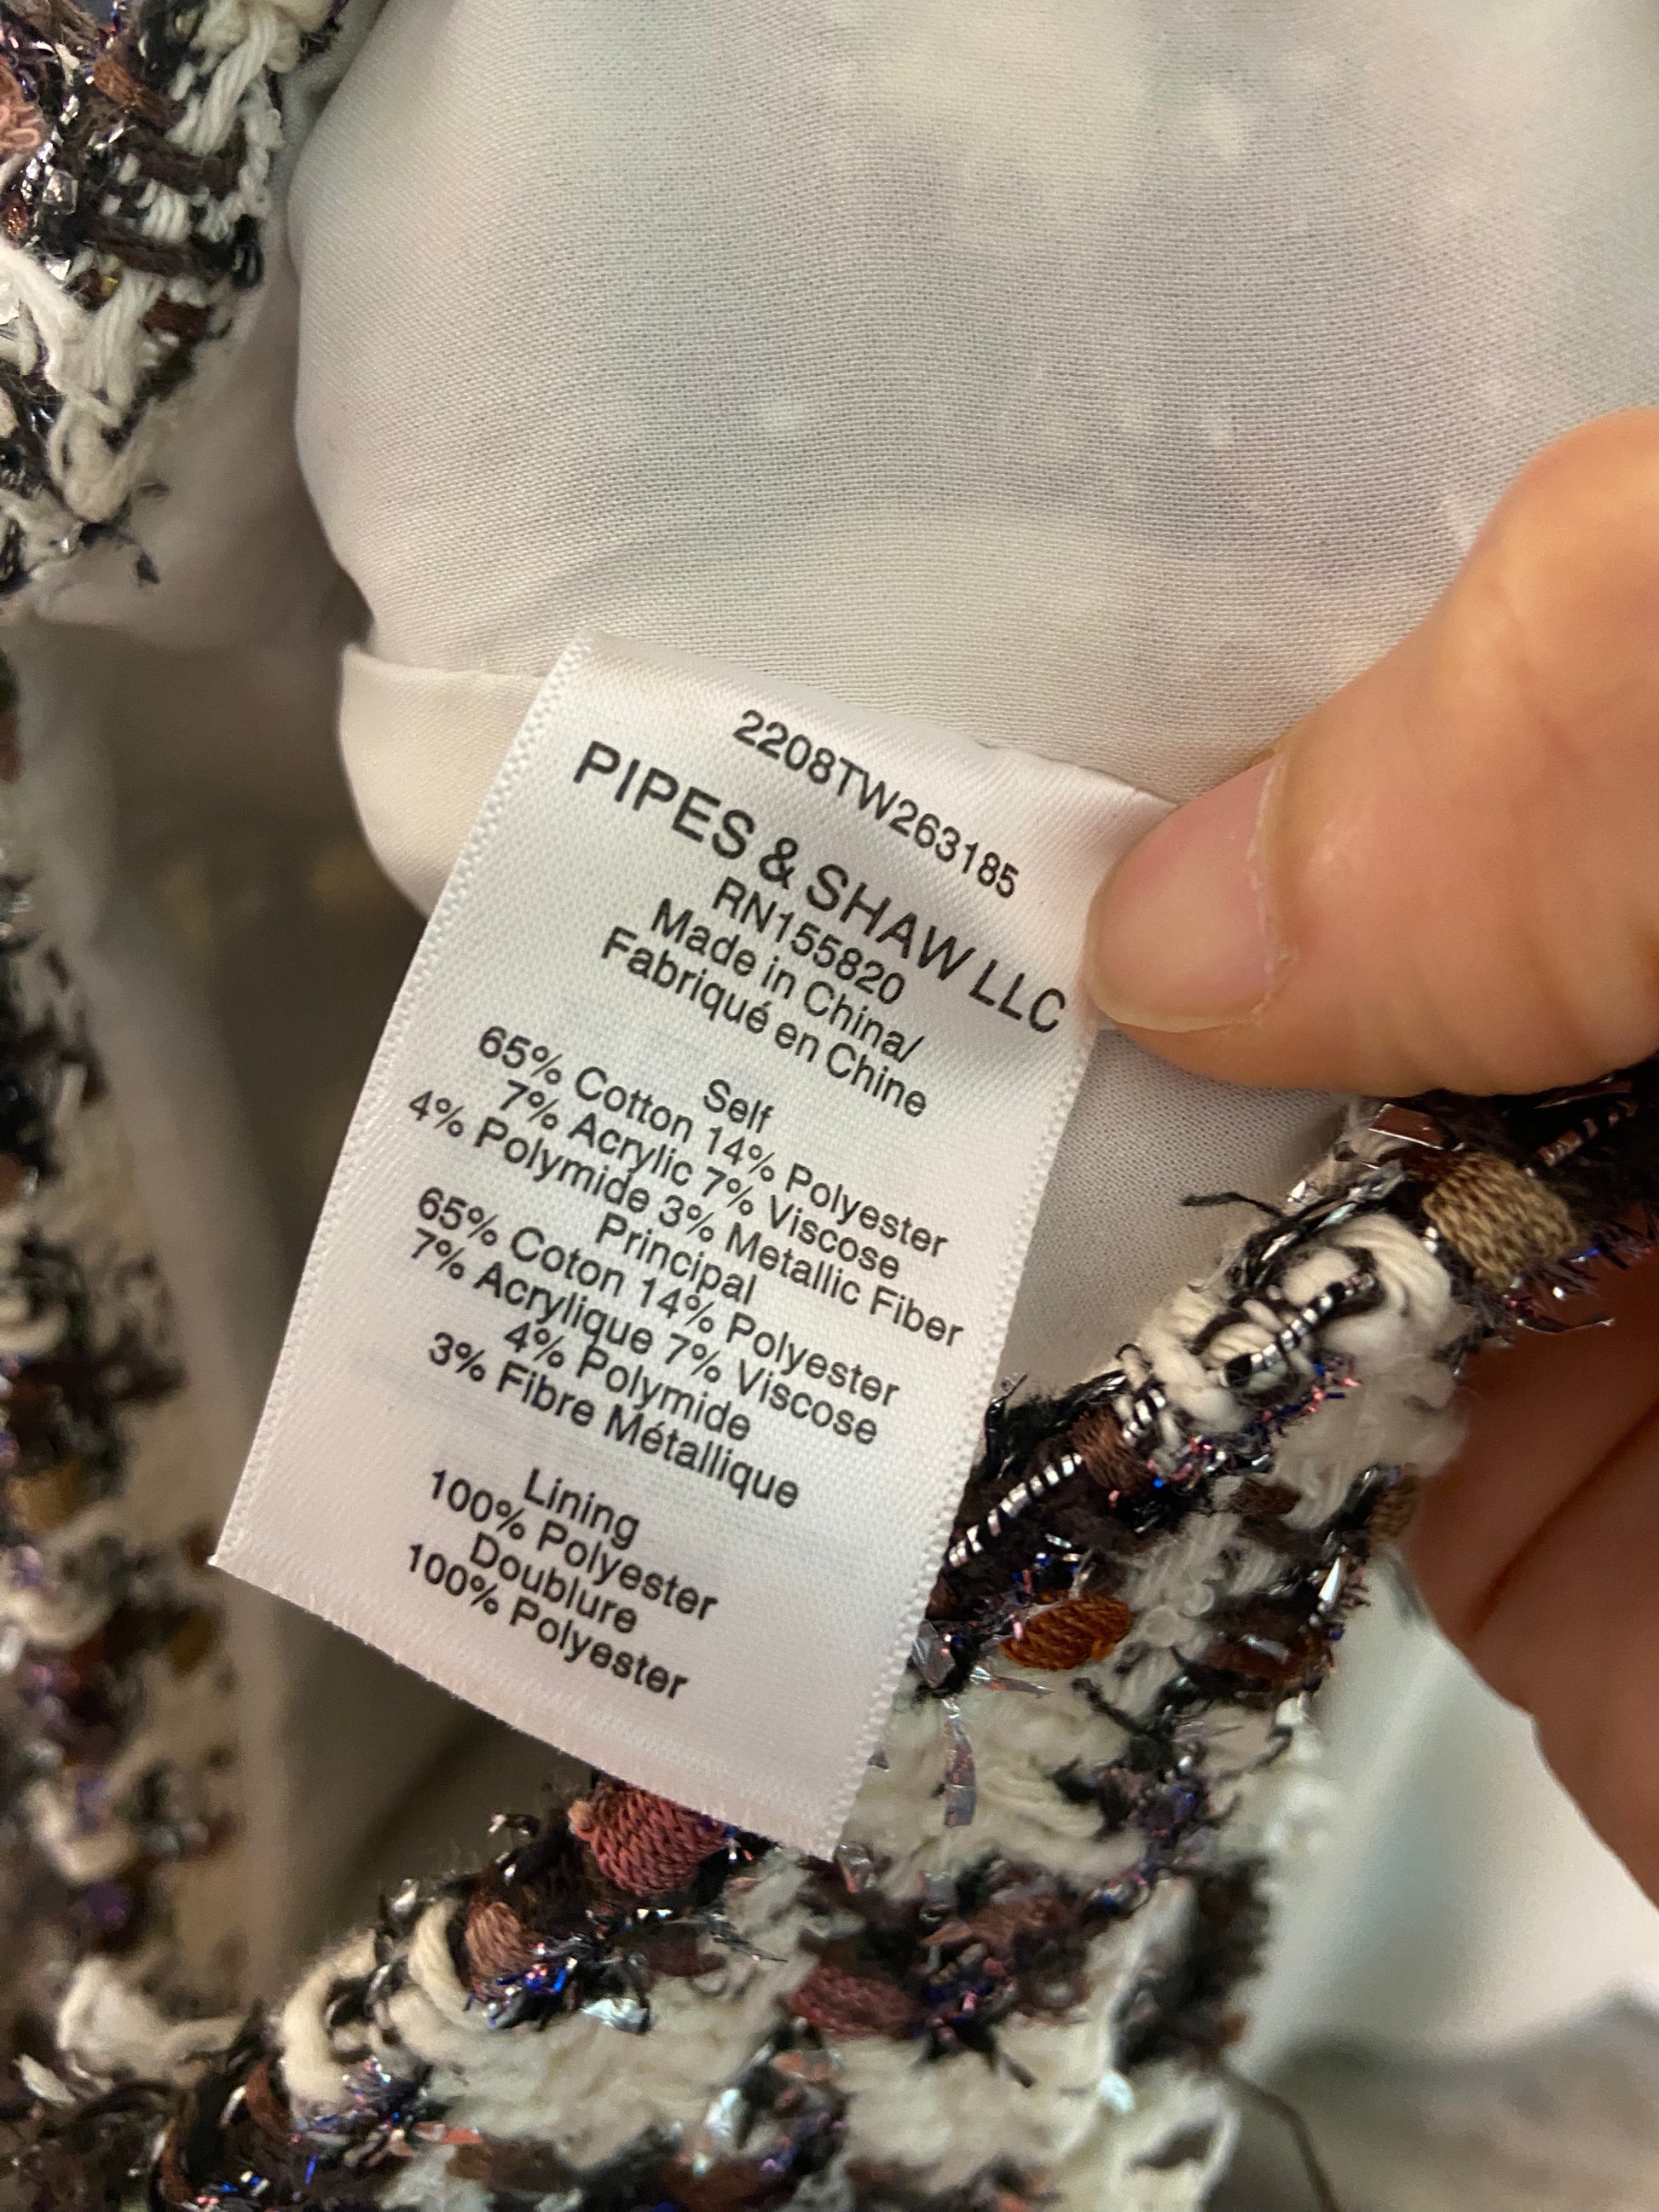 2208TW263185
PIPES & SHAW LLC
RN155820
Made in China/
Fabriqué en Chine
Self
65% Cotton 14% Polyester
7% Acrylic 7% Viscose
4% Polymide 3% Metallic Fiber
Principal
65% Coton 14% Polyester
7% Acrylique 7% Viscose
4% Polymide
3% Fibre Métallique
Lining
100% Polyester
Doublure
100% Polyester